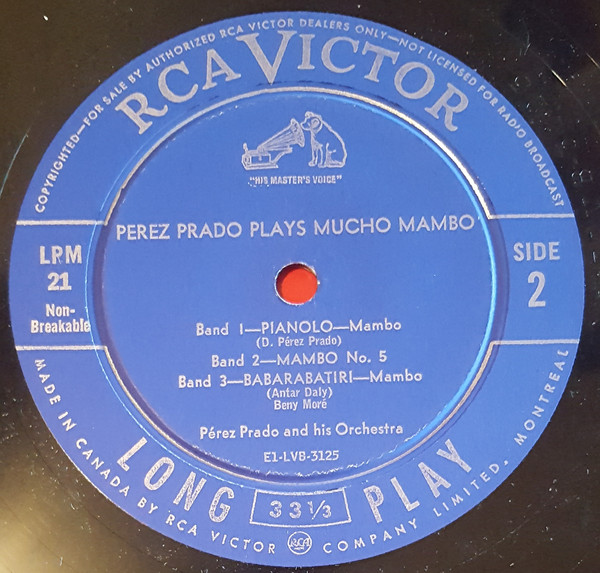 COPYRIGHTED—FOR SALE BY AUTHORIZED RCA VICTOR DEALERS ONLY—NOT LICENSED FOR RADIO BROADCAST
RCA VICTOR
"HIS MASTER'S VOICE"
PEREZ PRADO PLAYS MUCHO MAMBO
LRM
21
Non-
Breakable
SIDE
2
Band 1—PIANOLO—Mambo
(D. Pérez Prado)
Band 2—MAMBO No. 5
Band 3—BABARABATIRI—Mambo
(Antar Daly)
Beny Moré
Pérez Prado and his Orchestra
E1-LVB-3125
LONG 33⅓ PLAY
MADE IN CANADA BY RCA VICTOR RCA COMPANY LIMITED, MONTREAL